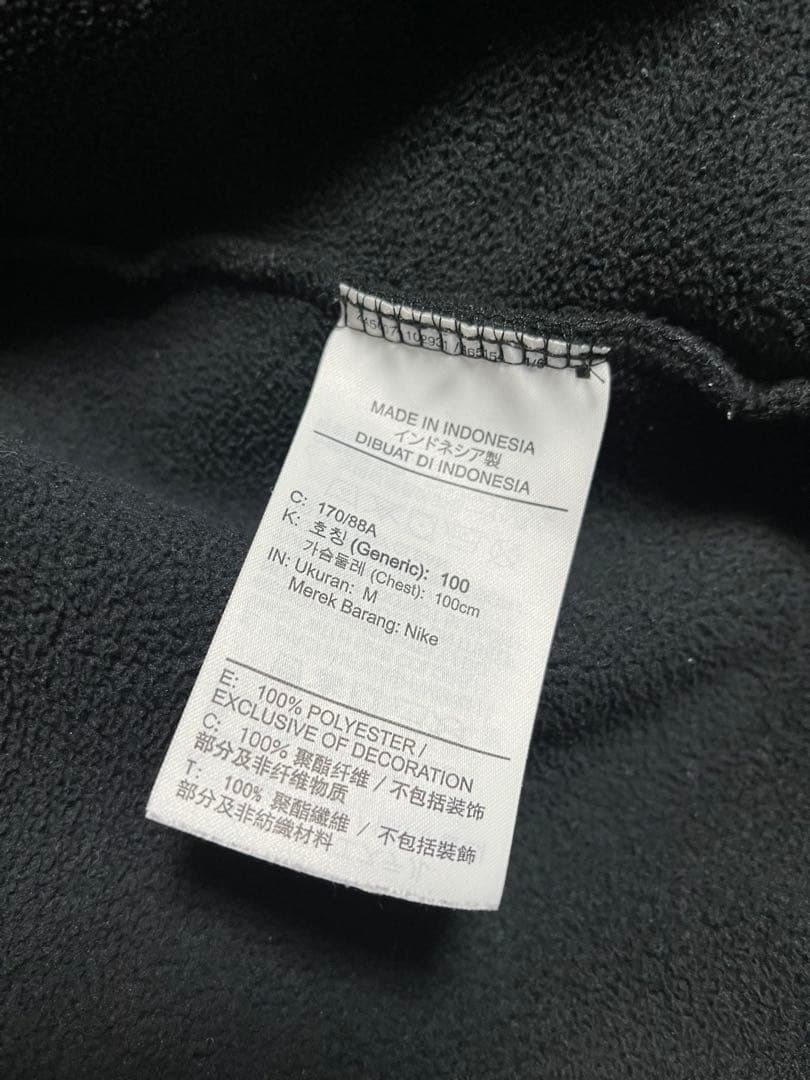 MADE IN INDONESIA
インドネシア製
DIBUAT DI INDONESIA
C: 170/88A
K: 호칭 (Generic): 100
가슴둘레 (Chest): 100cm
IN: Ukuran: M
Merek Barang: Nike
E: 100% POLYESTER /
EXCLUSIVE OF DECORATION
C: 100% 聚酯纤维 / 不包括装饰
部分及非纤维物质
T: 100% 聚酯纖維 / 不包括裝飾
部分及非紡織材料